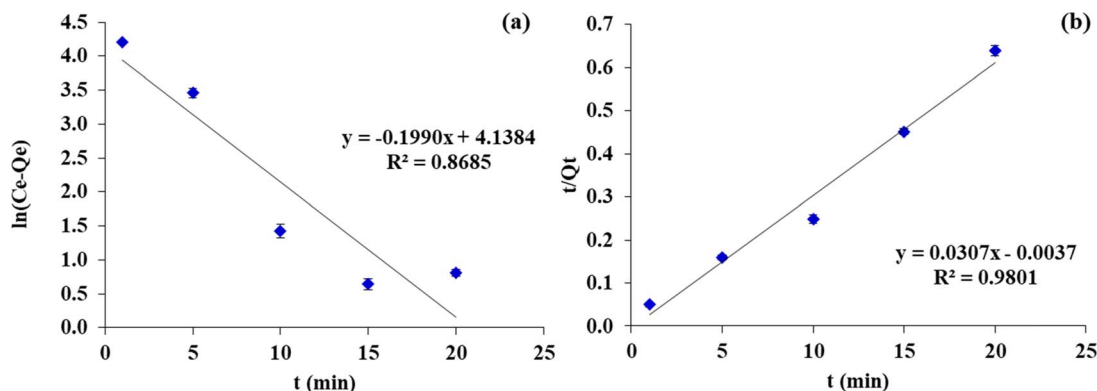 (a)
4.5
4.0
3.5
3.0
2.5
2.0
1.5
1.0
0.5
0.0
ln(Ce-Qe)
y = -0.1990x + 4.1384
R² = 0.8685
0 5 10 15 20 25
t (min)
(b)
0.7
0.6
0.5
0.4
0.3
0.2
0.1
0.0
t/Qt
y = 0.0307x - 0.0037
R² = 0.9801
0 5 10 15 20 25
t (min)